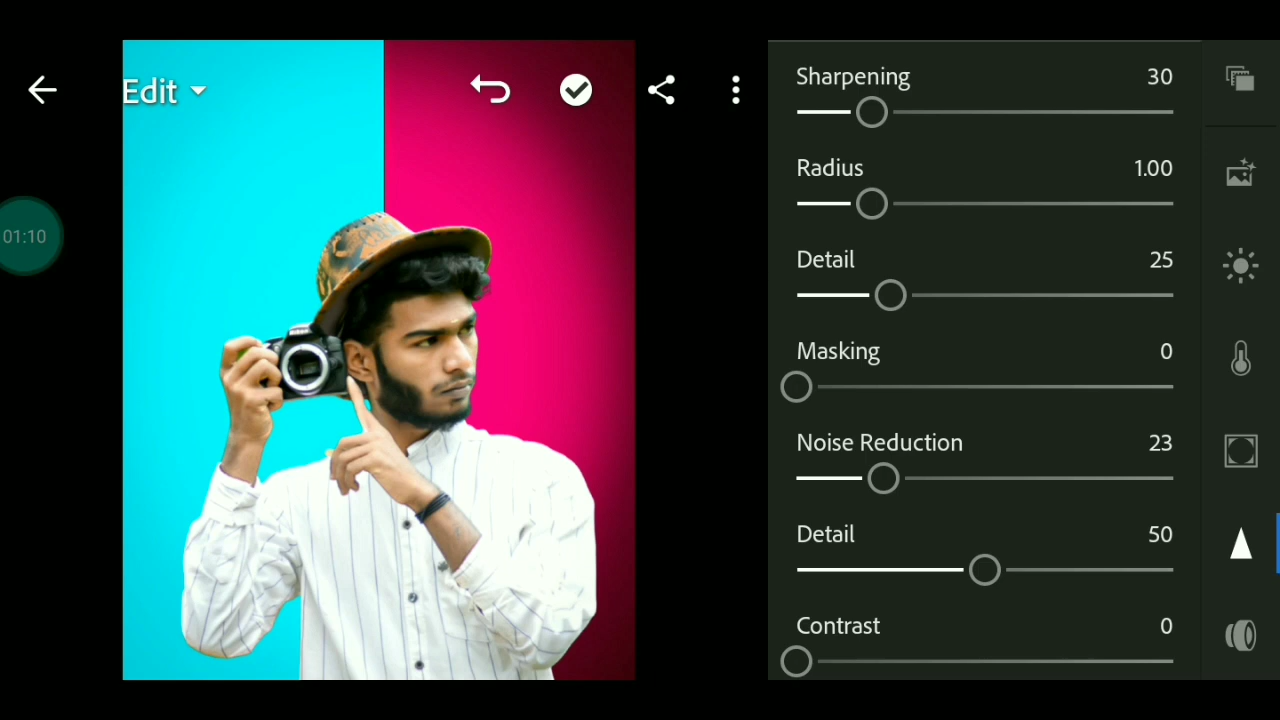 Edit
01:10
Sharpening 30
Radius 1.00
Detail 25
Masking 0
Noise Reduction 23
Detail 50
Contrast 0